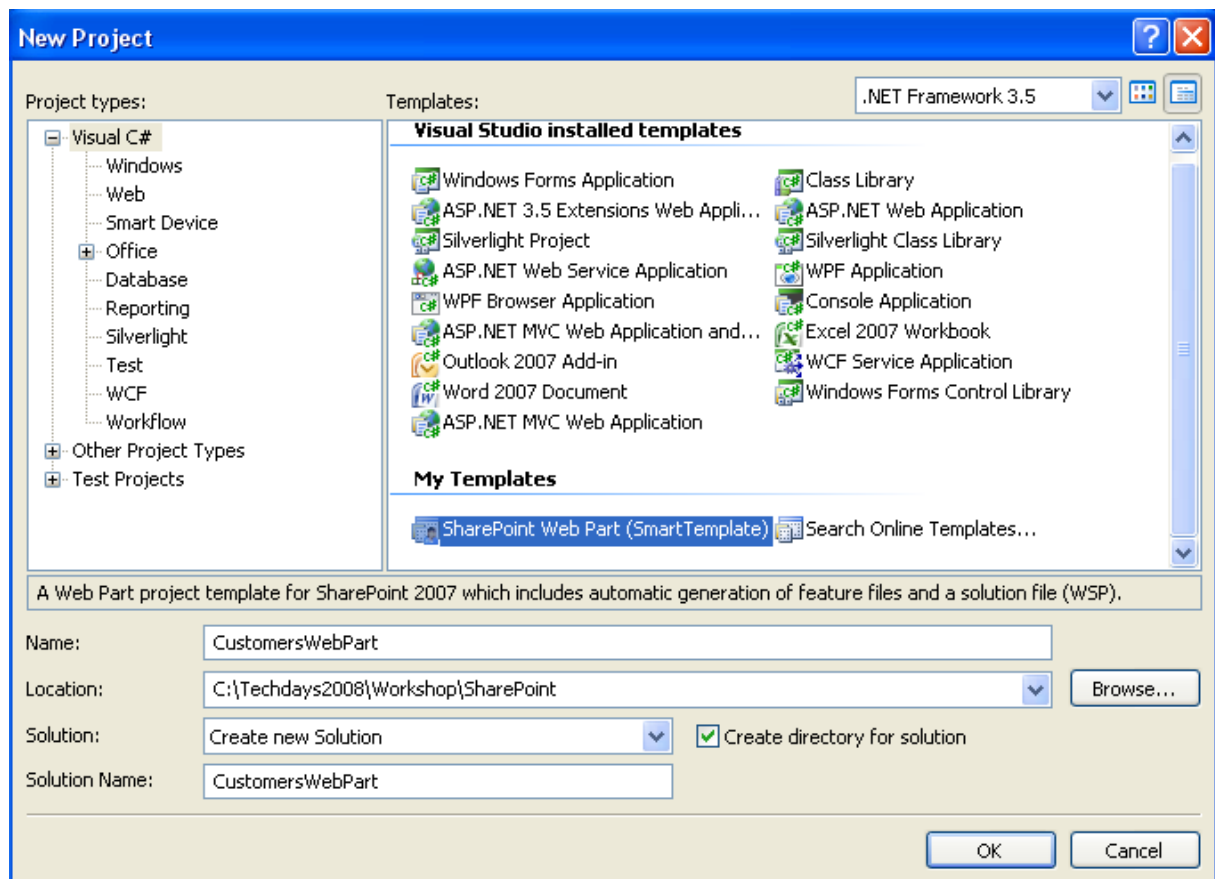 New Project
Project types:
Templates:
.NET Framework 3.5
Visual C#
Windows
Web
Smart Device
Office
Database
Reporting
Silverlight
Test
WCF
Workflow
Other Project Types
Test Projects
Visual Studio installed templates
Windows Forms Application
Class Library
ASP.NET 3.5 Extensions Web Appli...
ASP.NET Web Application
Silverlight Project
Silverlight Class Library
ASP.NET Web Service Application
WPF Application
WPF Browser Application
Console Application
ASP.NET MVC Web Application and...
Excel 2007 Workbook
Outlook 2007 Add-in
WCF Service Application
Word 2007 Document
Windows Forms Control Library
ASP.NET MVC Web Application
My Templates
SharePoint Web Part (SmartTemplate)
Search Online Templates...
A Web Part project template for SharePoint 2007 which includes automatic generation of feature files and a solution file (WSP).
Name:
CustomersWebPart
Location:
C:\Techdays2008\Workshop\SharePoint
Browse...
Solution:
Create new Solution
Create directory for solution
Solution Name:
CustomersWebPart
OK
Cancel